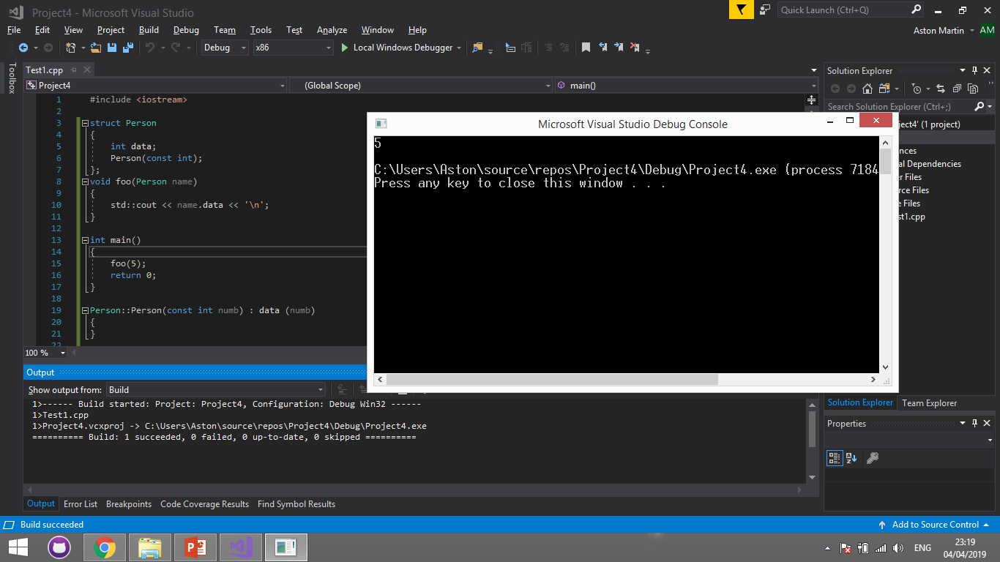 Project4 - Microsoft Visual Studio
Quick Launch (Ctrl+Q)
File Edit View Project Build Debug Team Tools Test Analyze Window Help
Aston Martin AM
Debug x86 Local Windows Debugger
Toolbox
Test1.cpp
Project4 (Global Scope) main()
1 #include <iostream>
2
3 struct Person
4 {
5 int data;
6 Person(const int);
7 };
8 void foo(Person name)
9 {
10 std::cout << name.data << '\n';
11 }
12
13 int main()
14 {
15 foo(5);
16 return 0;
17 }
18
19 Person::Person(const int numb) : data (numb)
20 {
21 }
22
100 %
Microsoft Visual Studio Debug Console
5
C:\Users\Aston\source\repos\Project4\Debug\Project4.exe (process 7184
Press any key to close this window . . .
Solution Explorer
Search Solution Explorer (Ctrl+;)
ject4' (1 project)
nces
al Dependencies
er Files
rce Files
e Files
st1.cpp
Solution Explorer Team Explorer
Properties
Output
Show output from: Build
1>------ Build started: Project: Project4, Configuration: Debug Win32 ------
1>Test1.cpp
1>Project4.vcxproj -> C:\Users\Aston\source\repos\Project4\Debug\Project4.exe
========== Build: 1 succeeded, 0 failed, 0 up-to-date, 0 skipped ==========
Output Error List Breakpoints Code Coverage Results Find Symbol Results
Build succeeded
Add to Source Control
ENG
23:19
04/04/2019